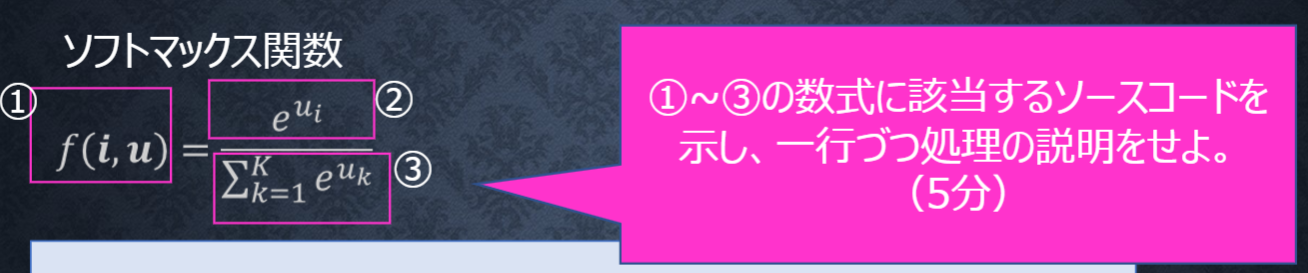 ソフトマックス関数
①
②
f(i, u) = e^{u_i} / ∑_{k=1}^{K} e^{u_k}
③
①~③の数式に該当するソースコードを
示し、一行づつ処理の説明をせよ。
(5分)